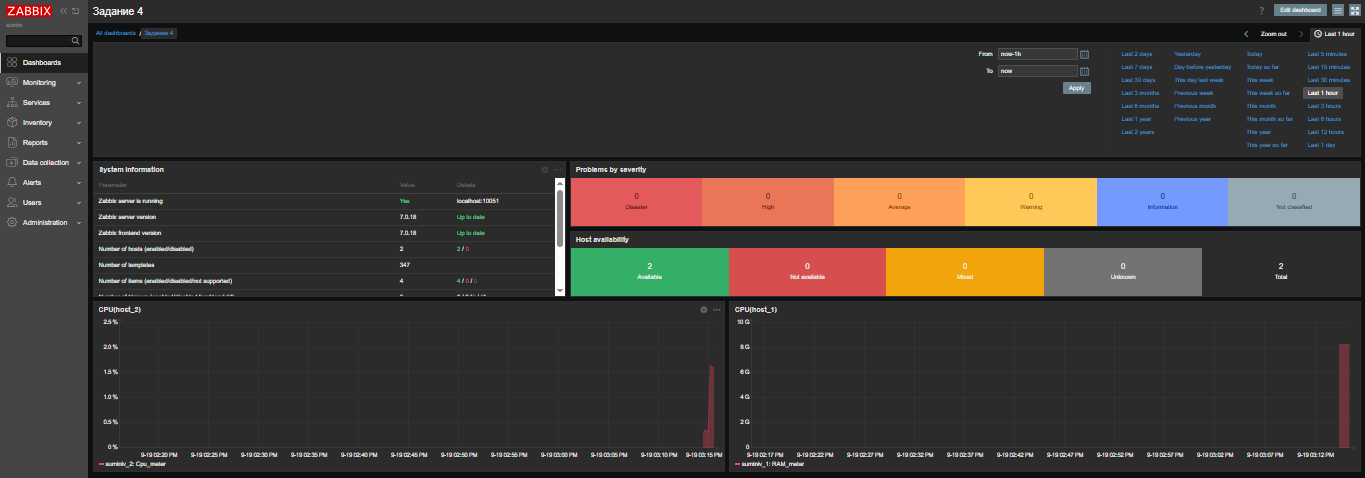 ZABBIX
Задание 4
? Edit dashboard
sumin
All dashboards / Задание 4
Zoom out Last 1 hour
Dashboards
Monitoring
Services
Inventory
Reports
Data collection
Alerts
Users
Administration
From now-1h
To now
Apply
Last 2 days Yesterday Today Last 5 minutes
Last 7 days Day before yesterday Today so far Last 15 minutes
Last 30 days This day last week This week Last 30 minutes
Last 3 months Previous week This week so far Last 1 hour
Last 6 months Previous month This month Last 3 hours
Last 1 year Previous year This month so far Last 6 hours
Last 2 years This year Last 12 hours
This year so far Last 1 day
System information
Parameter Value Details
Zabbix server is running Yes localhost:10051
Zabbix server version 7.0.18 Up to date
Zabbix frontend version 7.0.18 Up to date
Number of hosts (enabled/disabled) 2 2 / 0
Number of templates 347
Number of items (enabled/disabled/not supported) 4 4 / 0 / 0
Problems by severity
0 0 0 0 0 0
Disaster High Average Warning Information Not classified
Host availability
2 0 0 0 2
Available Not available Mixed Unknown Total
CPU(host_2)
2.5 %
2.0 %
1.5 %
1.0 %
0.5 %
0 %
9-19 02:20 PM 9-19 02:25 PM 9-19 02:30 PM 9-19 02:35 PM 9-19 02:40 PM 9-19 02:45 PM 9-19 02:50 PM 9-19 02:55 PM 9-19 03:00 PM 9-19 03:05 PM 9-19 03:10 PM 9-19 03:15 PM
suminiv_2: Cpu_meter
CPU(host_1)
10 G
8 G
6 G
4 G
2 G
0
9-19 02:17 PM 9-19 02:22 PM 9-19 02:27 PM 9-19 02:32 PM 9-19 02:37 PM 9-19 02:42 PM 9-19 02:47 PM 9-19 02:52 PM 9-19 02:57 PM 9-19 03:02 PM 9-19 03:07 PM 9-19 03:12 PM
suminiv_1: RAM_meter